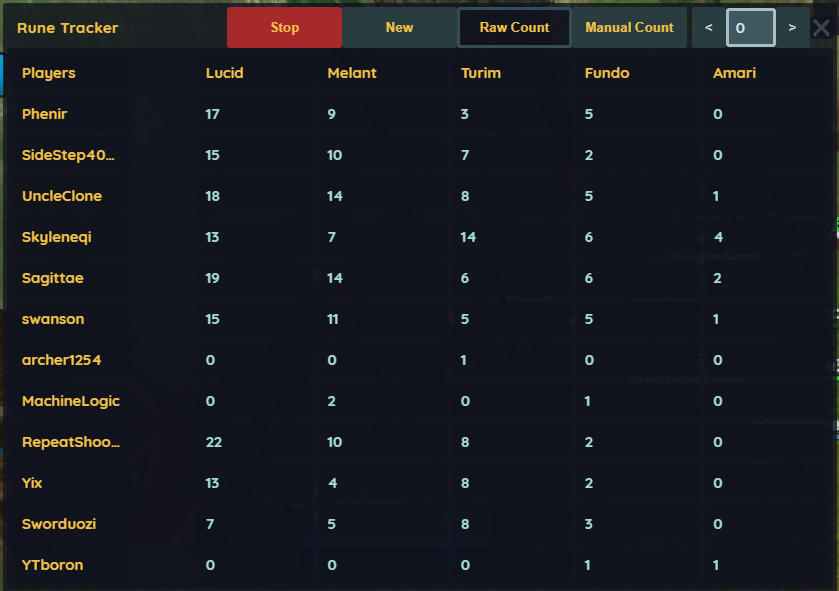 Rune Tracker Stop New Raw Count Manual Count < 0 > X
Players Lucid Melant Turim Fundo Amari
Phenir 17 9 3 5 0
SideStep40... 15 10 7 2 0
UncleClone 18 14 8 5 1
Skyleneqi 13 7 14 6 4
Sagittae 19 14 6 6 2
swanson 15 11 5 5 1
archer1254 0 0 1 0 0
MachineLogic 0 2 0 1 0
RepeatShoo... 22 10 8 2 0
Yix 13 4 8 2 0
Sworduozi 7 5 8 3 0
YTboron 0 0 0 1 1